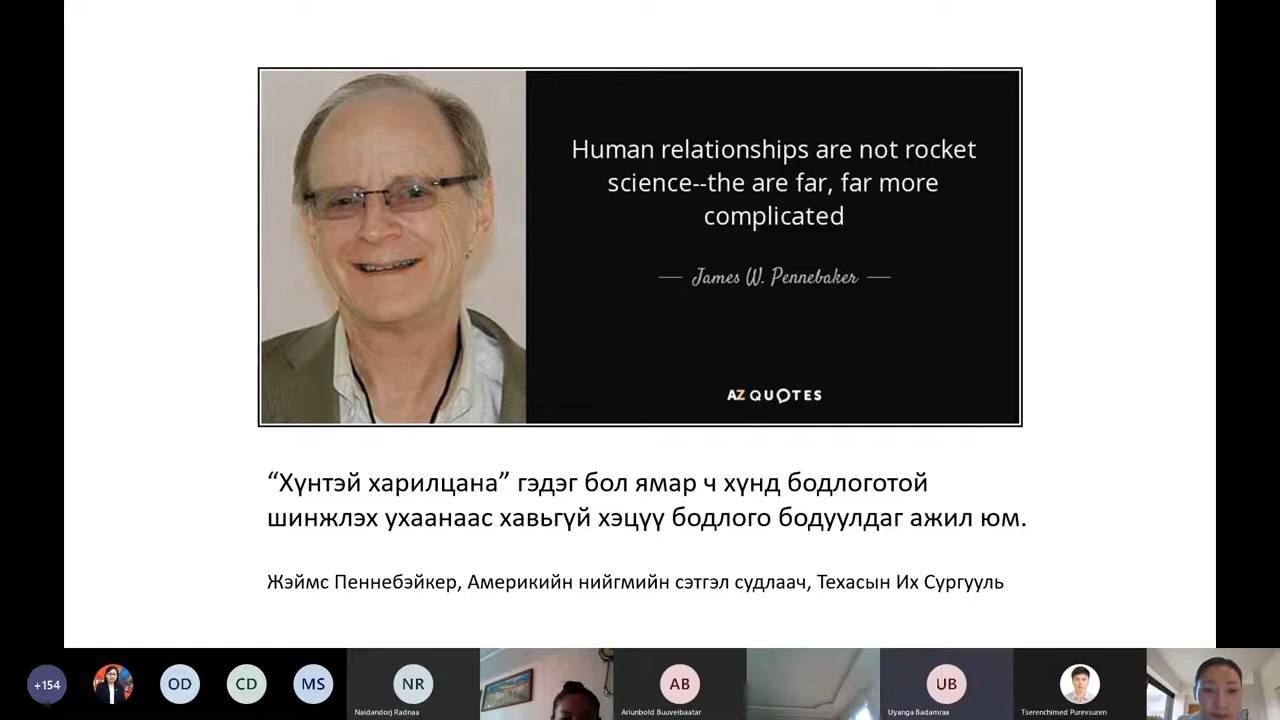 Human relationships are not rocket
science--the are far, far more
complicated
James W. Pennebaker
AZ QUOTES
“Хүнтэй харилцана” гэдэг бол ямар ч хүнд бодлоготой
шинжлэх ухаанаас хавьгүй хэцүү бодлого бодуулдаг ажил юм.
Жэймс Пеннебэйкер, Америкийн нийгмийн сэтгэл судлаач, Техасын Их Сургууль
+154
OD
CD
MS
NR
AB
UB
Naidandorj Radnaa
Ariunbold Buuveibaatar
Uyanga Badamraa
Tserenchimed Purevsuren